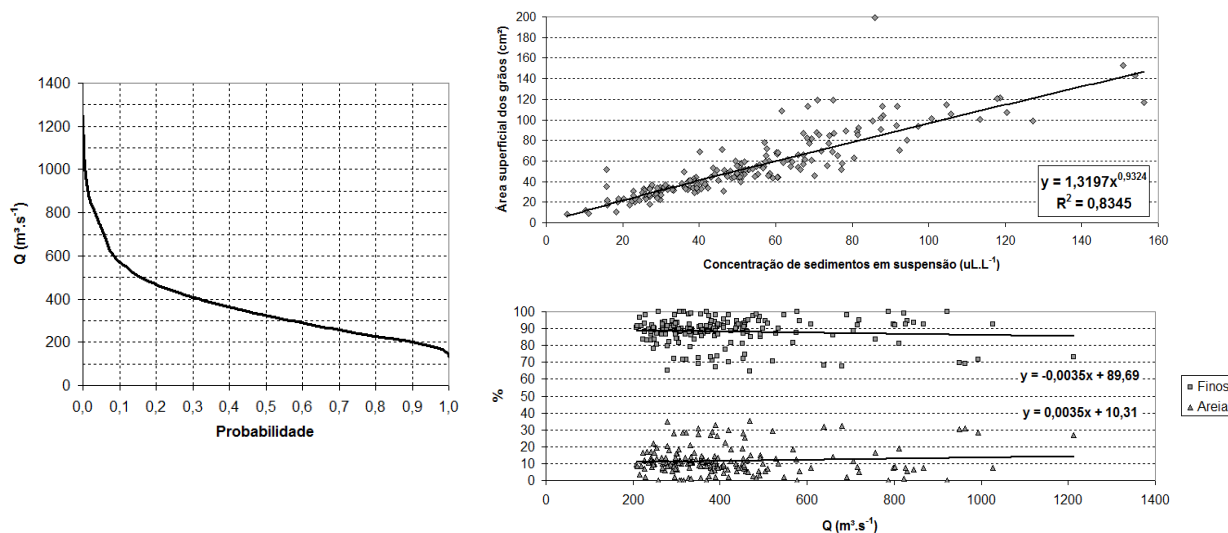 Q (m³.s⁻¹)
1400
1200
1000
800
600
400
200
0
0,0 0,1 0,2 0,3 0,4 0,5 0,6 0,7 0,8 0,9 1,0
Probabilidade
Área superficial dos grãos (cm²)
200
180
160
140
120
100
80
60
40
20
0
y = 1,3197x^0,9324
R² = 0,8345
0 20 40 60 80 100 120 140 160
Concentração de sedimentos em suspensão (uL.L⁻¹)
%
100
90
80
70
60
50
40
30
20
10
0
y = -0,0035x + 89,69
y = 0,0035x + 10,31
0 200 400 600 800 1000 1200 1400
Q (m³.s⁻¹)
Finos
Areia